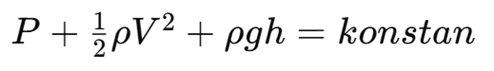 P + ½ρV² + ρgh = konstan